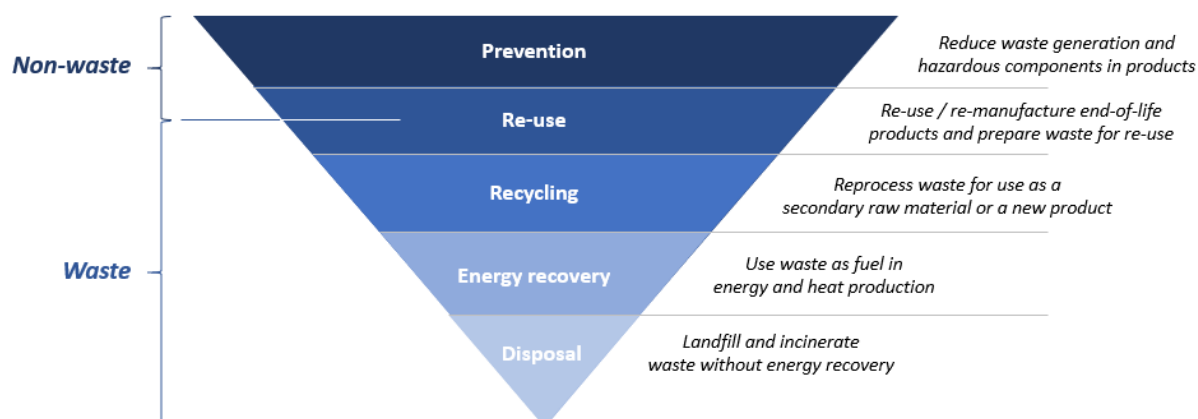 Non-waste
Prevention
Reduce waste generation and
hazardous components in products
Re-use
Re-use / re-manufacture end-of-life
products and prepare waste for re-use
Recycling
Reprocess waste for use as a
secondary raw material or a new product
Waste
Energy recovery
Use waste as fuel in
energy and heat production
Disposal
Landfill and incinerate
waste without energy recovery